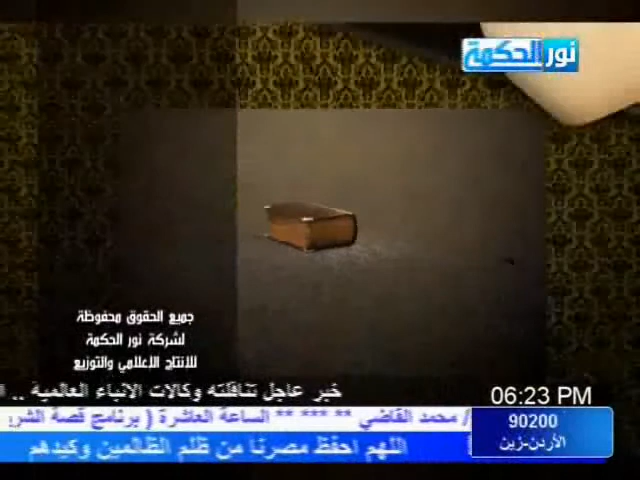 نور الحكمة
جميع الحقوق محفوظة
لشركة نور الحكمة
للانتاج الاعلامي والتوزيع
خبر عاجل تناقلته وكالات الانباء العالمية ..
06:23 PM
/ محمد القاضي ** *** ** الساعة العاشرة ( برنامج قصة
90200
الأردن-زين
اللهم احفظ مصرنا من ظلم الظالمين وكيدهم